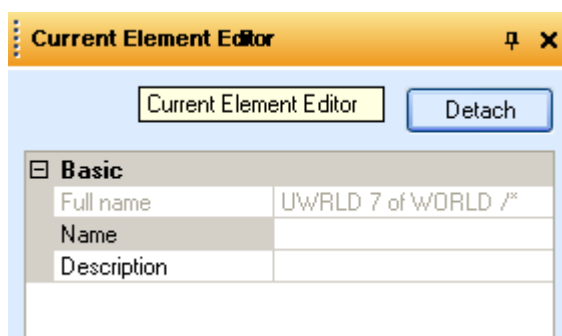 Current Element Editor
Current Element Editor
Detach
Basic
Full name UWRLD 7 of WORLD /*
Name
Description